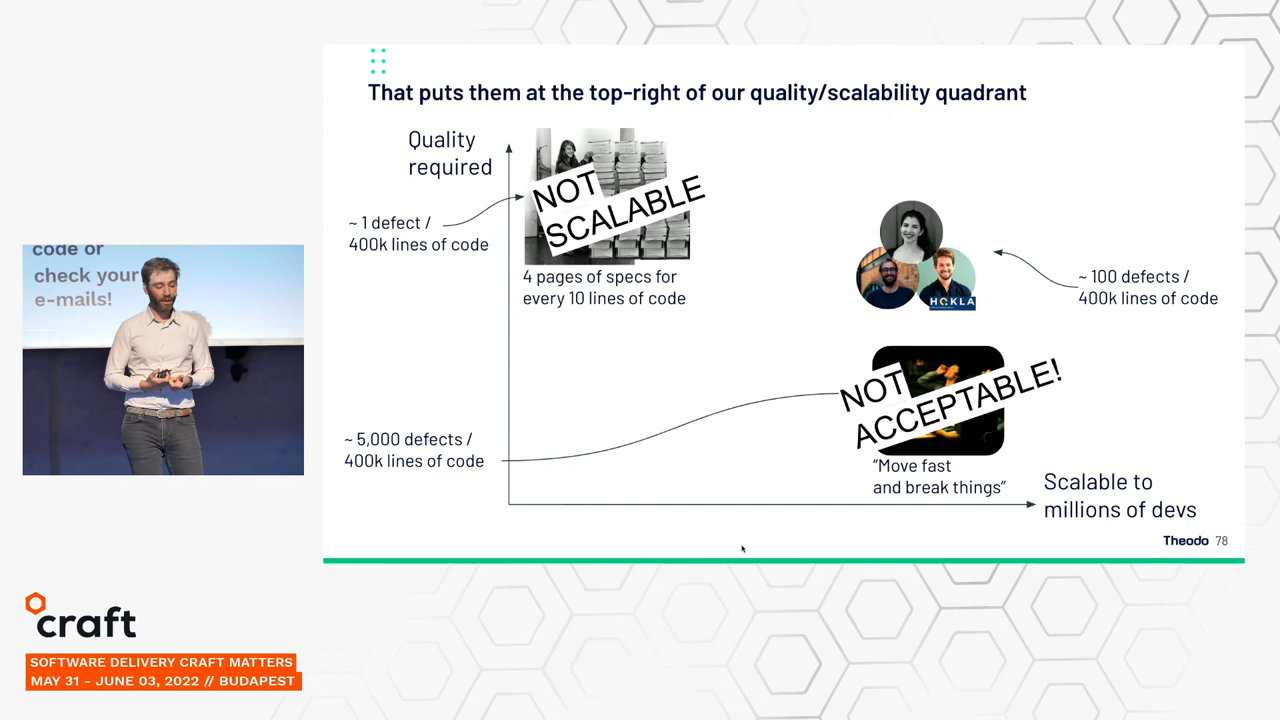 That puts them at the top-right of our quality/scalability quadrant
Quality
required
~ 1 defect /
400k lines of code
NOT
SCALABLE
4 pages of specs for
every 10 lines of code
HOKLA
~ 100 defects /
400k lines of code
NOT
ACCEPTABLE!
~ 5,000 defects /
400k lines of code
“Move fast
and break things”
Scalable to
millions of devs
Theodo 78
code or
check your
e-mails!
craft
SOFTWARE DELIVERY CRAFT MATTERS
MAY 31 - JUNE 03, 2022 // BUDAPEST